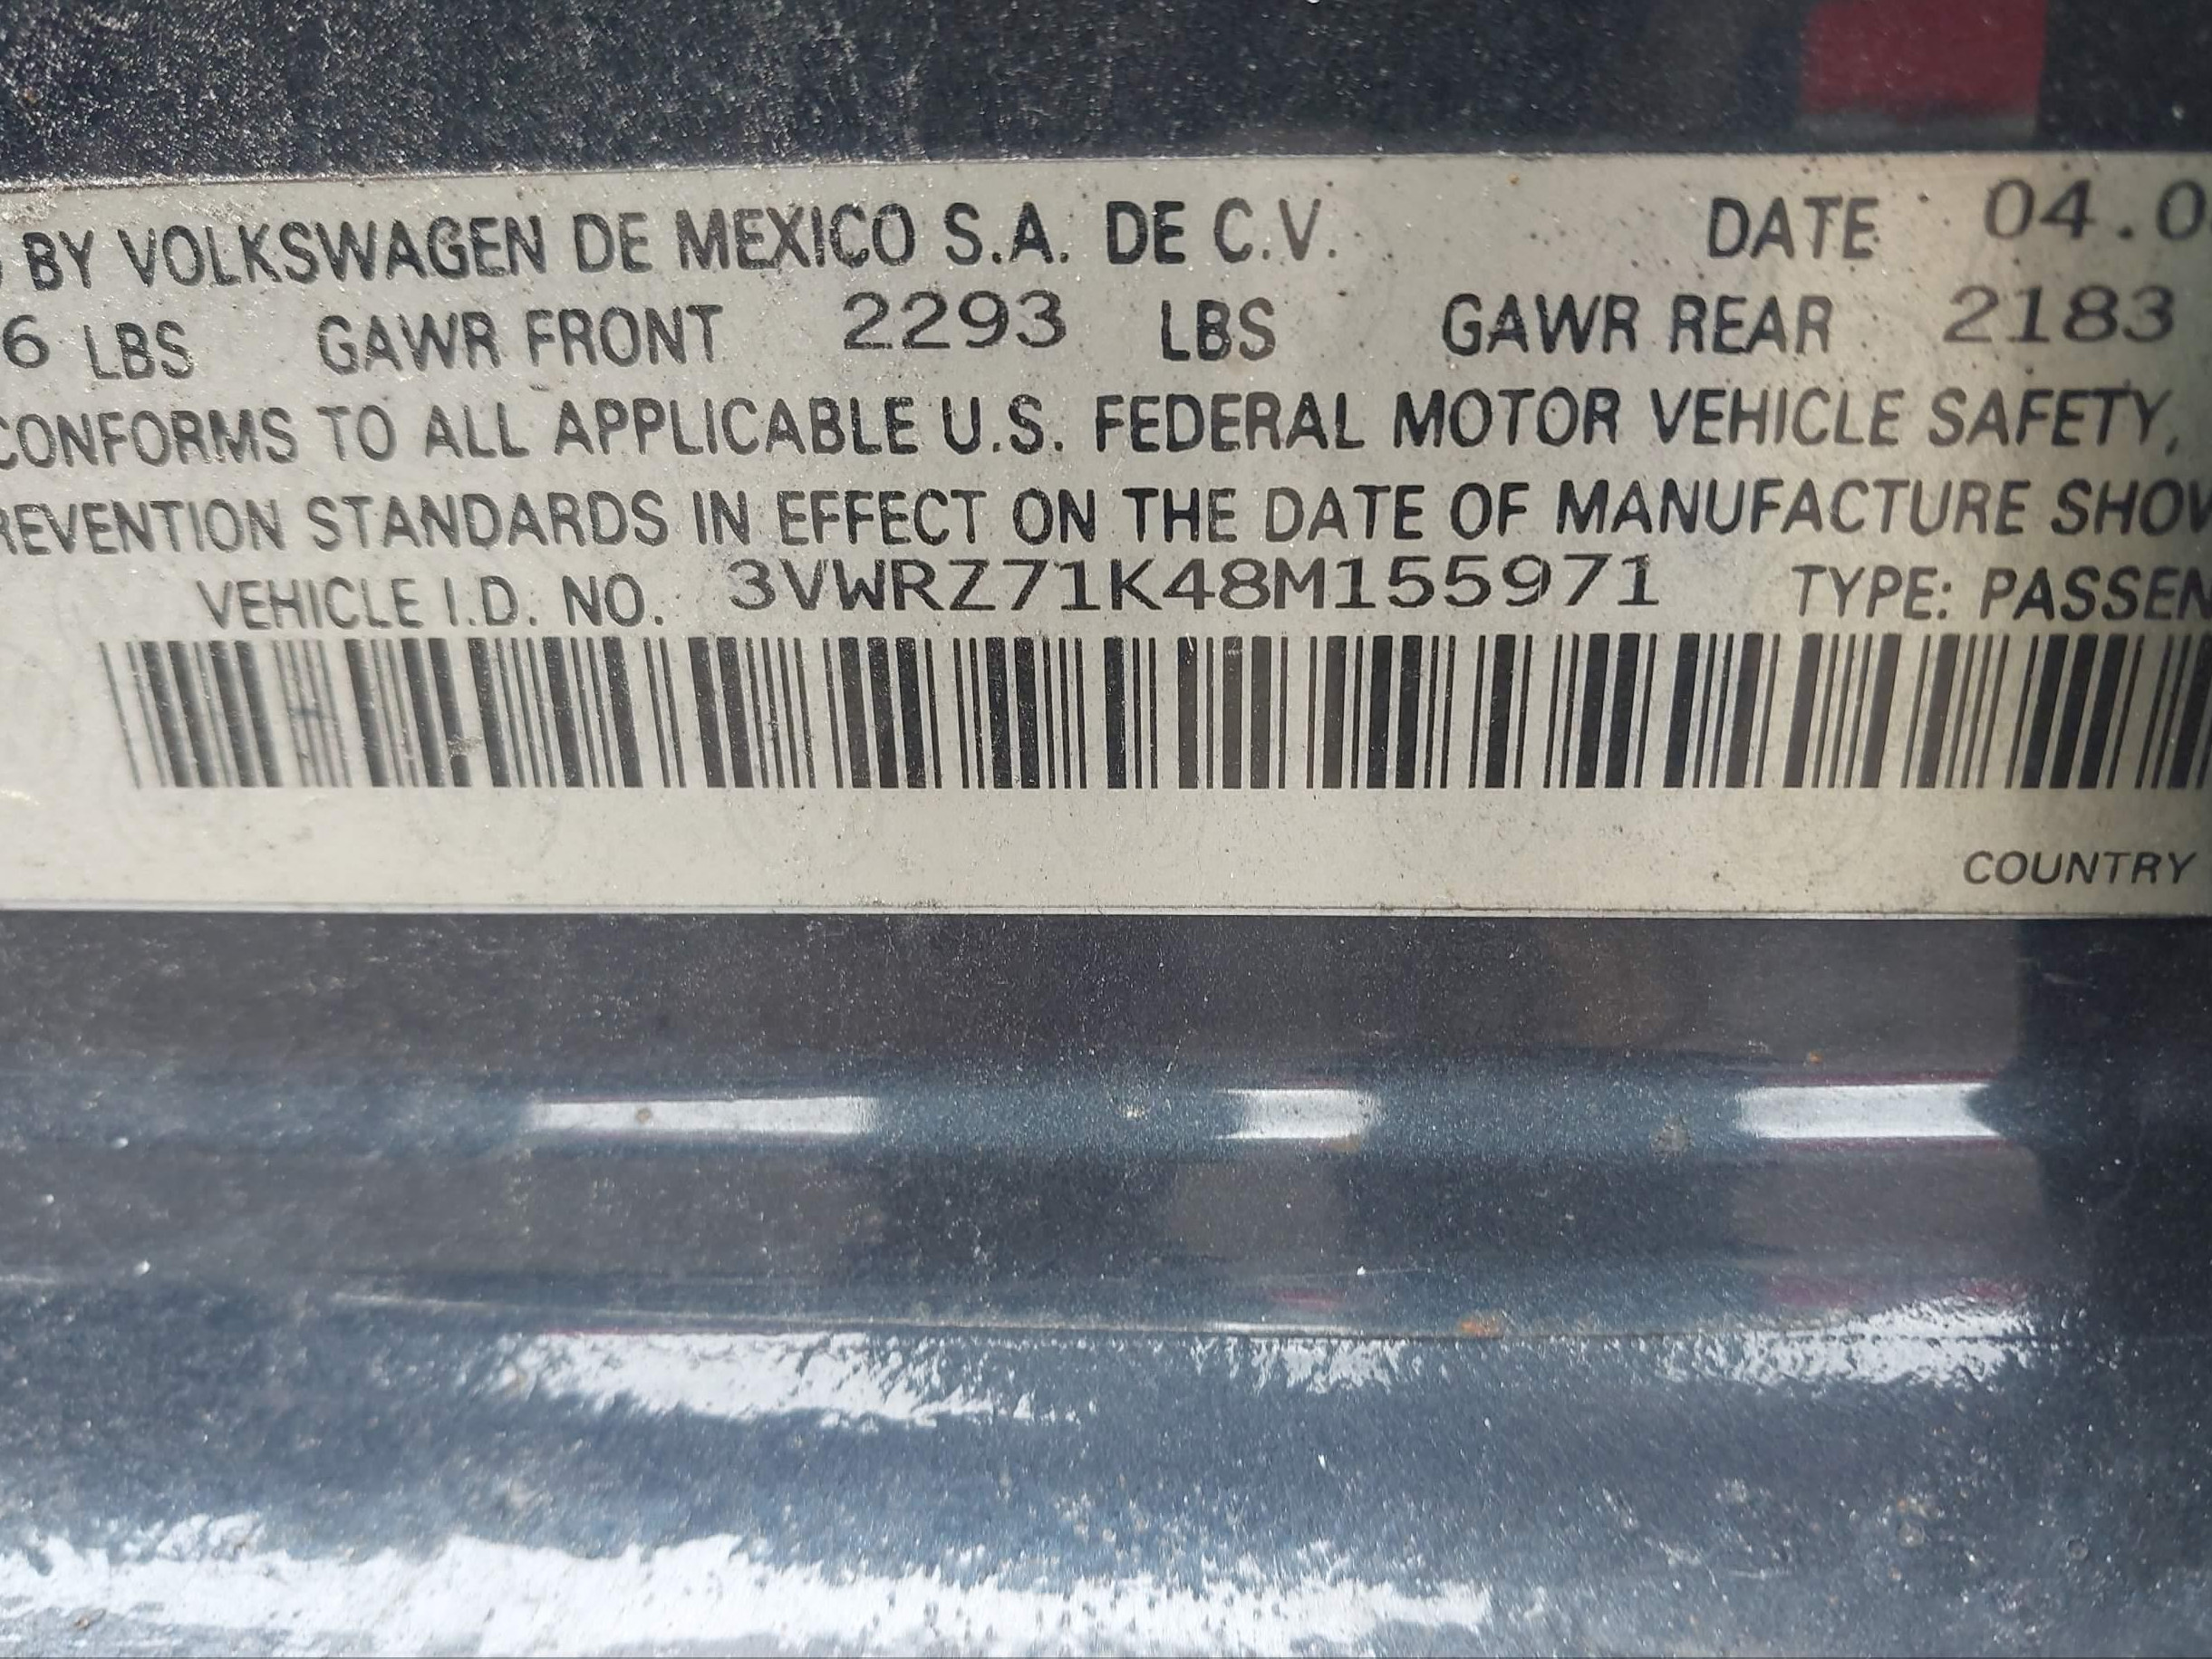 BY VOLKSWAGEN DE MEXICO S.A. DE C.V. DATE 04.0
6 LBS GAWR FRONT 2293 LBS GAWR REAR 2183
CONFORMS TO ALL APPLICABLE U.S. FEDERAL MOTOR VEHICLE SAFETY,
REVENTION STANDARDS IN EFFECT ON THE DATE OF MANUFACTURE SHOW
VEHICLE I.D. NO. 3VWRZ71K48M155971 TYPE: PASSEN
COUNTRY